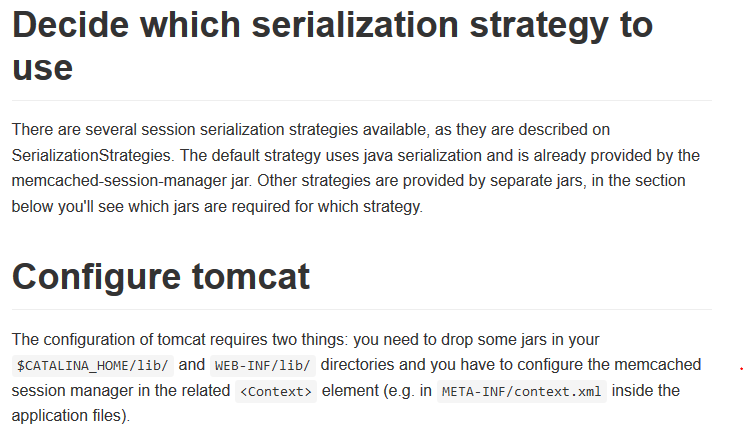 Decide which serialization strategy to
use
There are several session serialization strategies available, as they are described on
SerializationStrategies. The default strategy uses java serialization and is already provided by the
memcached-session-manager jar. Other strategies are provided by separate jars, in the section
below you'll see which jars are required for which strategy.
Configure tomcat
The configuration of tomcat requires two things: you need to drop some jars in your
$CATALINA_HOME/lib/ and WEB-INF/lib/ directories and you have to configure the memcached
session manager in the related <Context> element (e.g. in META-INF/context.xml inside the
application files).